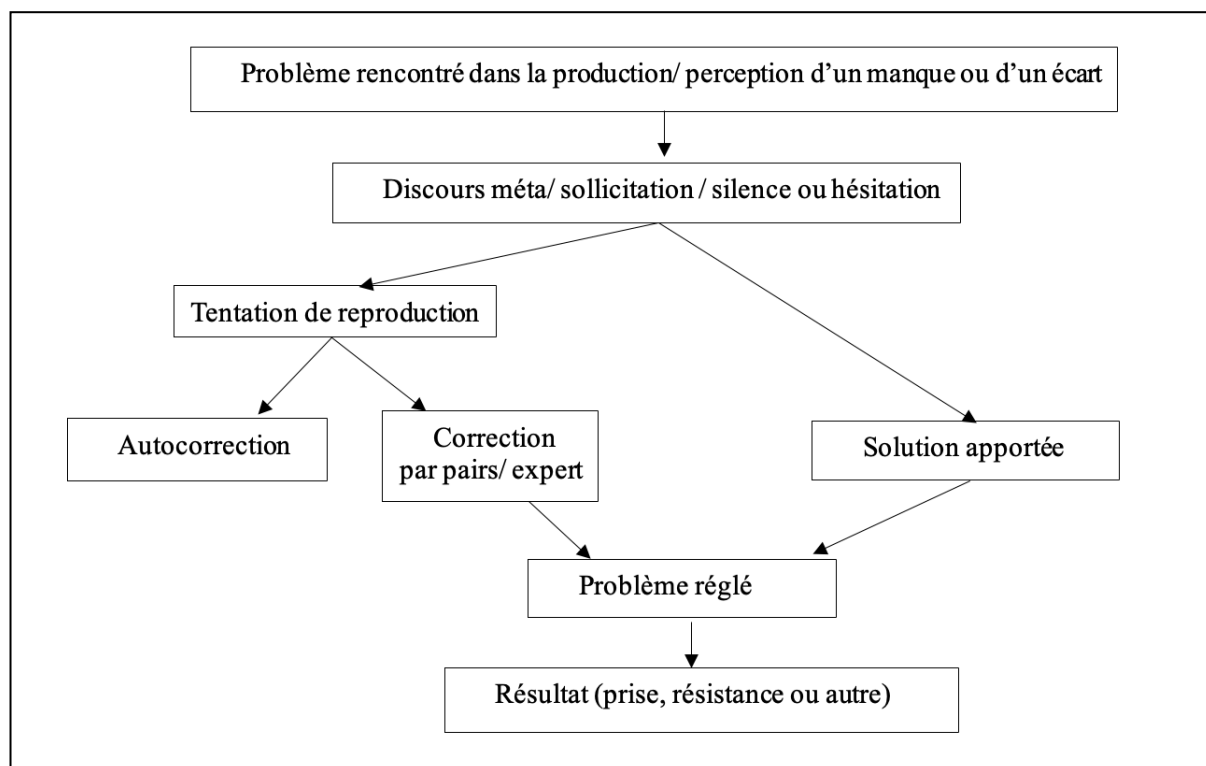 Problème rencontré dans la production/ perception d’un manque ou d’un écart
Discours méta/ sollicitation / silence ou hésitation
Tentation de reproduction
Autocorrection
Correction
par pairs/ expert
Solution apportée
Problème réglé
Résultat (prise, résistance ou autre)